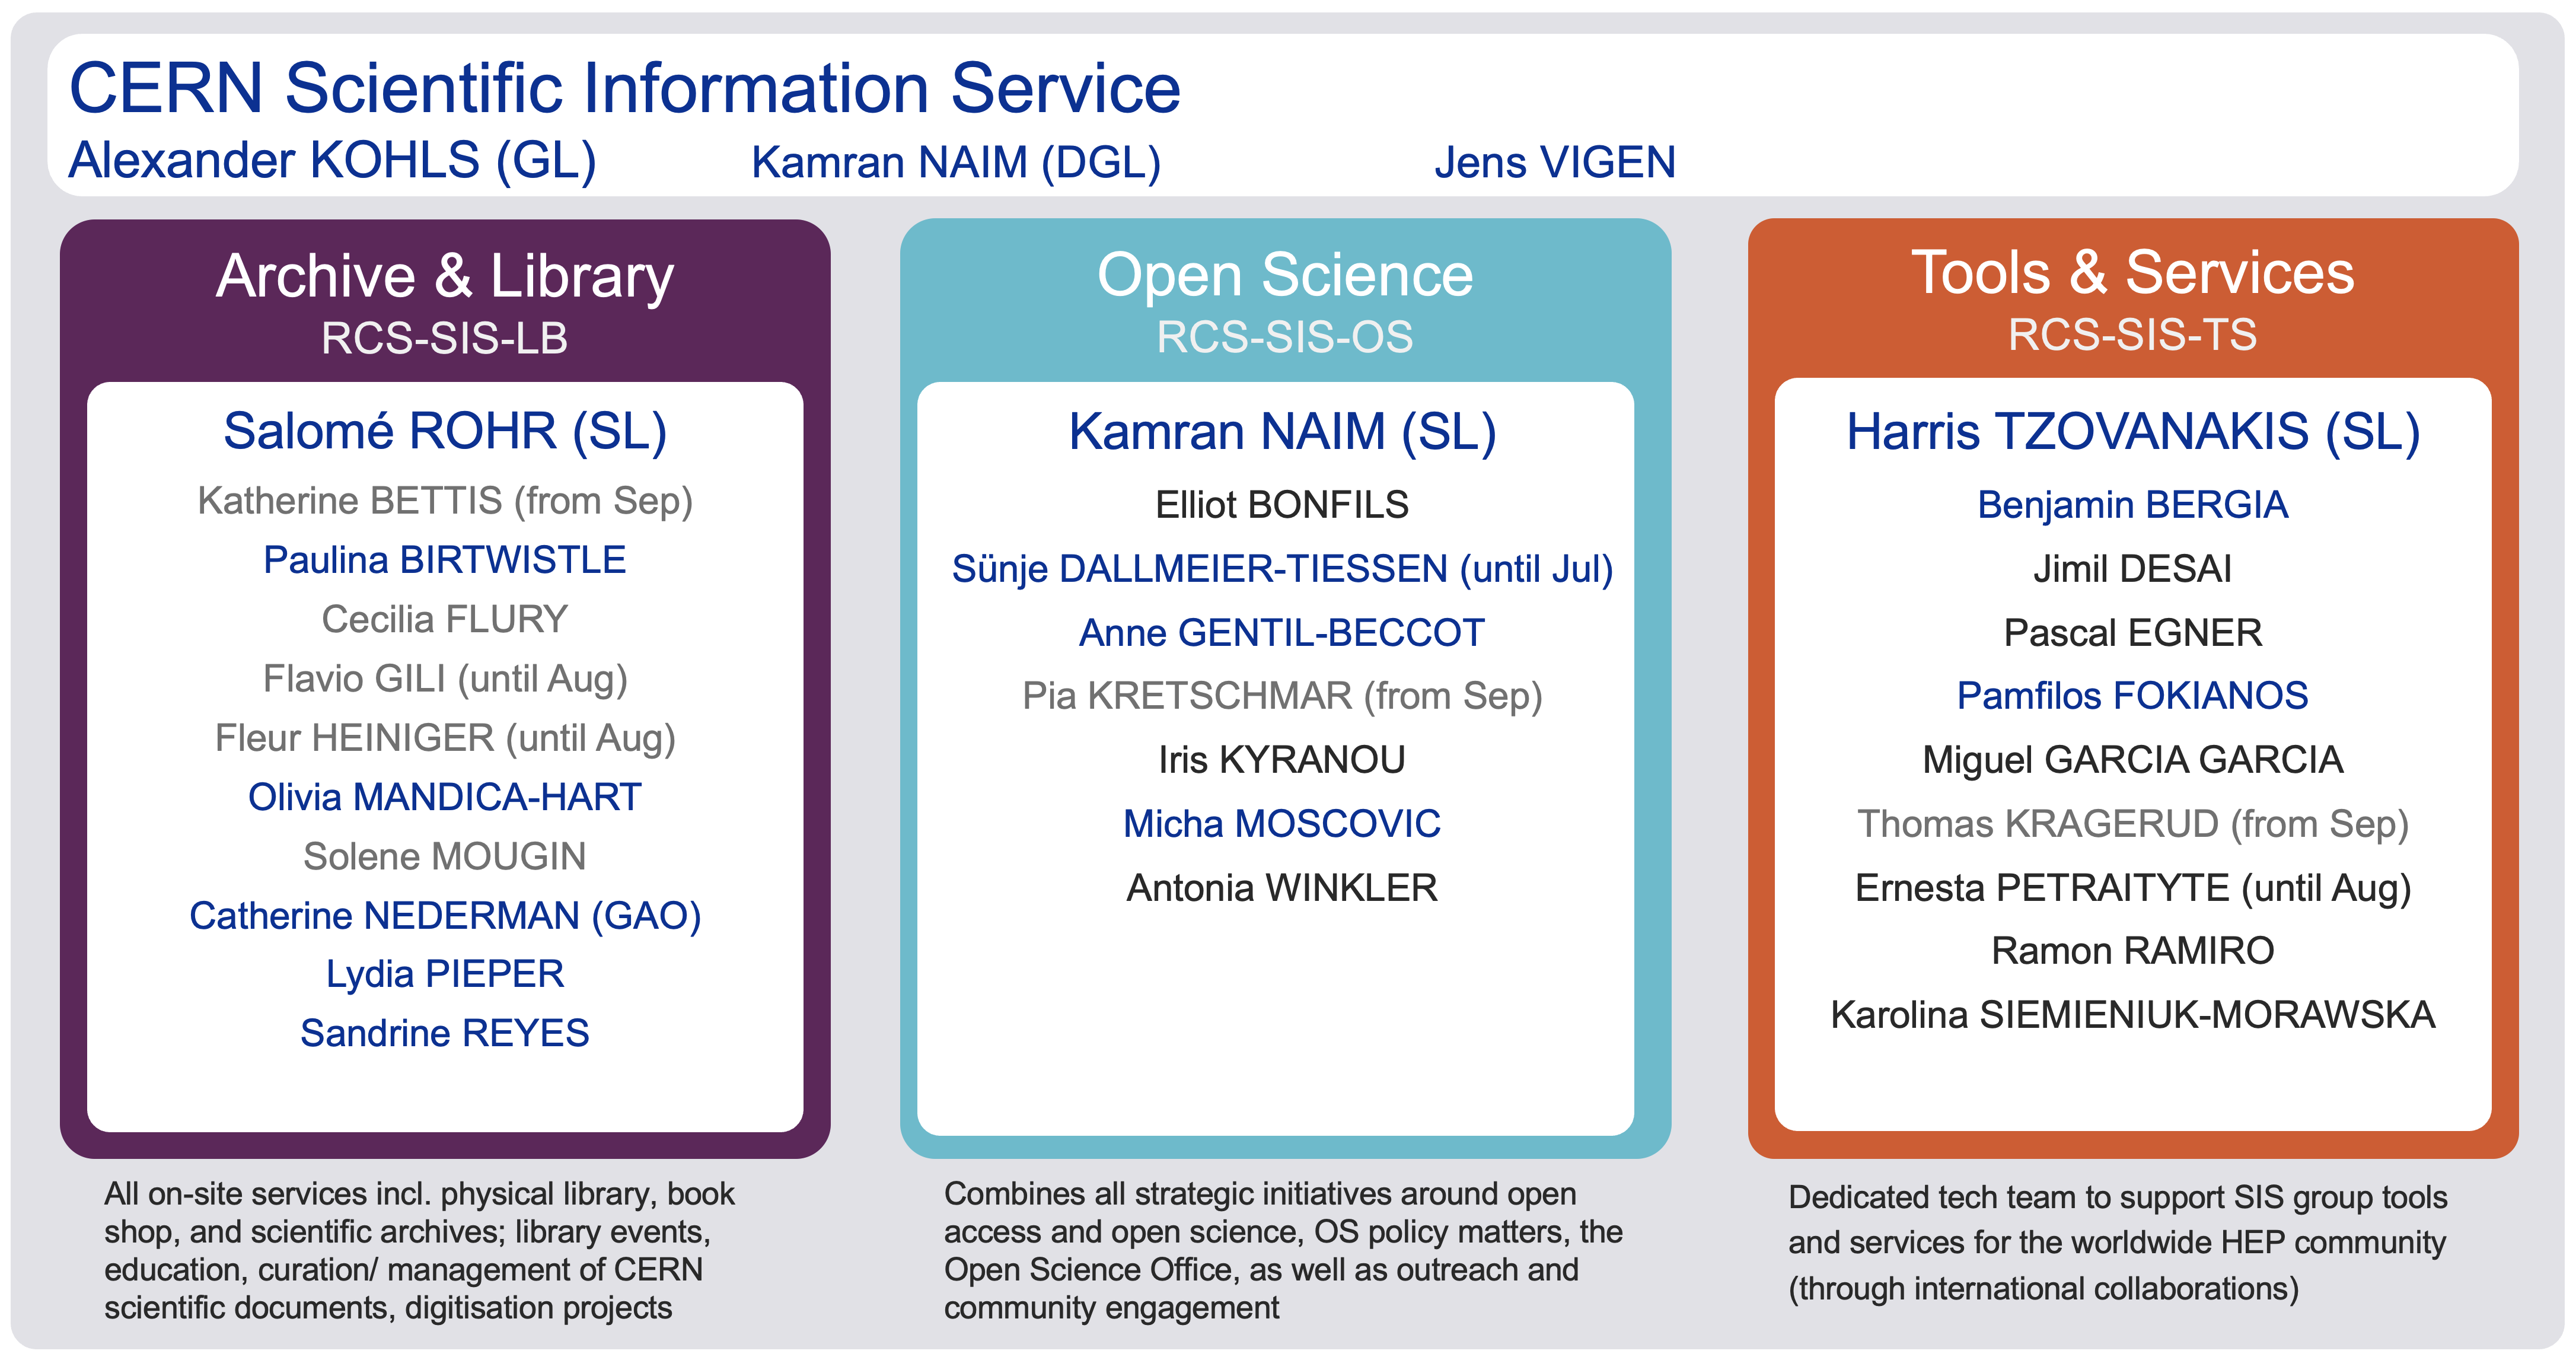 CERN Scientific Information Service
Alexander KOHLS (GL) Kamran NAIM (DGL) Jens VIGEN
Archive & Library
RCS-SIS-LB
Salomé ROHR (SL)
Katherine BETTIS (from Sep)
Paulina BIRTWISTLE
Cecilia FLURY
Flavio GILI (until Aug)
Fleur HEINIGER (until Aug)
Olivia MANDICA-HART
Solene MOUGIN
Catherine NEDERMAN (GAO)
Lydia PIEPER
Sandrine REYES
All on-site services incl. physical library, book
shop, and scientific archives; library events,
education, curation/ management of CERN
scientific documents, digitisation projects
Open Science
RCS-SIS-OS
Kamran NAIM (SL)
Elliot BONFILS
Sünje DALLMEIER-TIESSEN (until Jul)
Anne GENTIL-BECCOT
Pia KRETSCHMAR (from Sep)
Iris KYRANOU
Micha MOSCOVIC
Antonia WINKLER
Combines all strategic initiatives around open
access and open science, OS policy matters, the
Open Science Office, as well as outreach and
community engagement
Tools & Services
RCS-SIS-TS
Harris TZOVANAKIS (SL)
Benjamin BERGIA
Jimil DESAI
Pascal EGNER
Pamfilos FOKIANOS
Miguel GARCIA GARCIA
Thomas KRAGERUD (from Sep)
Ernesta PETRAITYTE (until Aug)
Ramon RAMIRO
Karolina SIEMIENIUK-MORAWSKA
Dedicated tech team to support SIS group tools
and services for the worldwide HEP community
(through international collaborations)